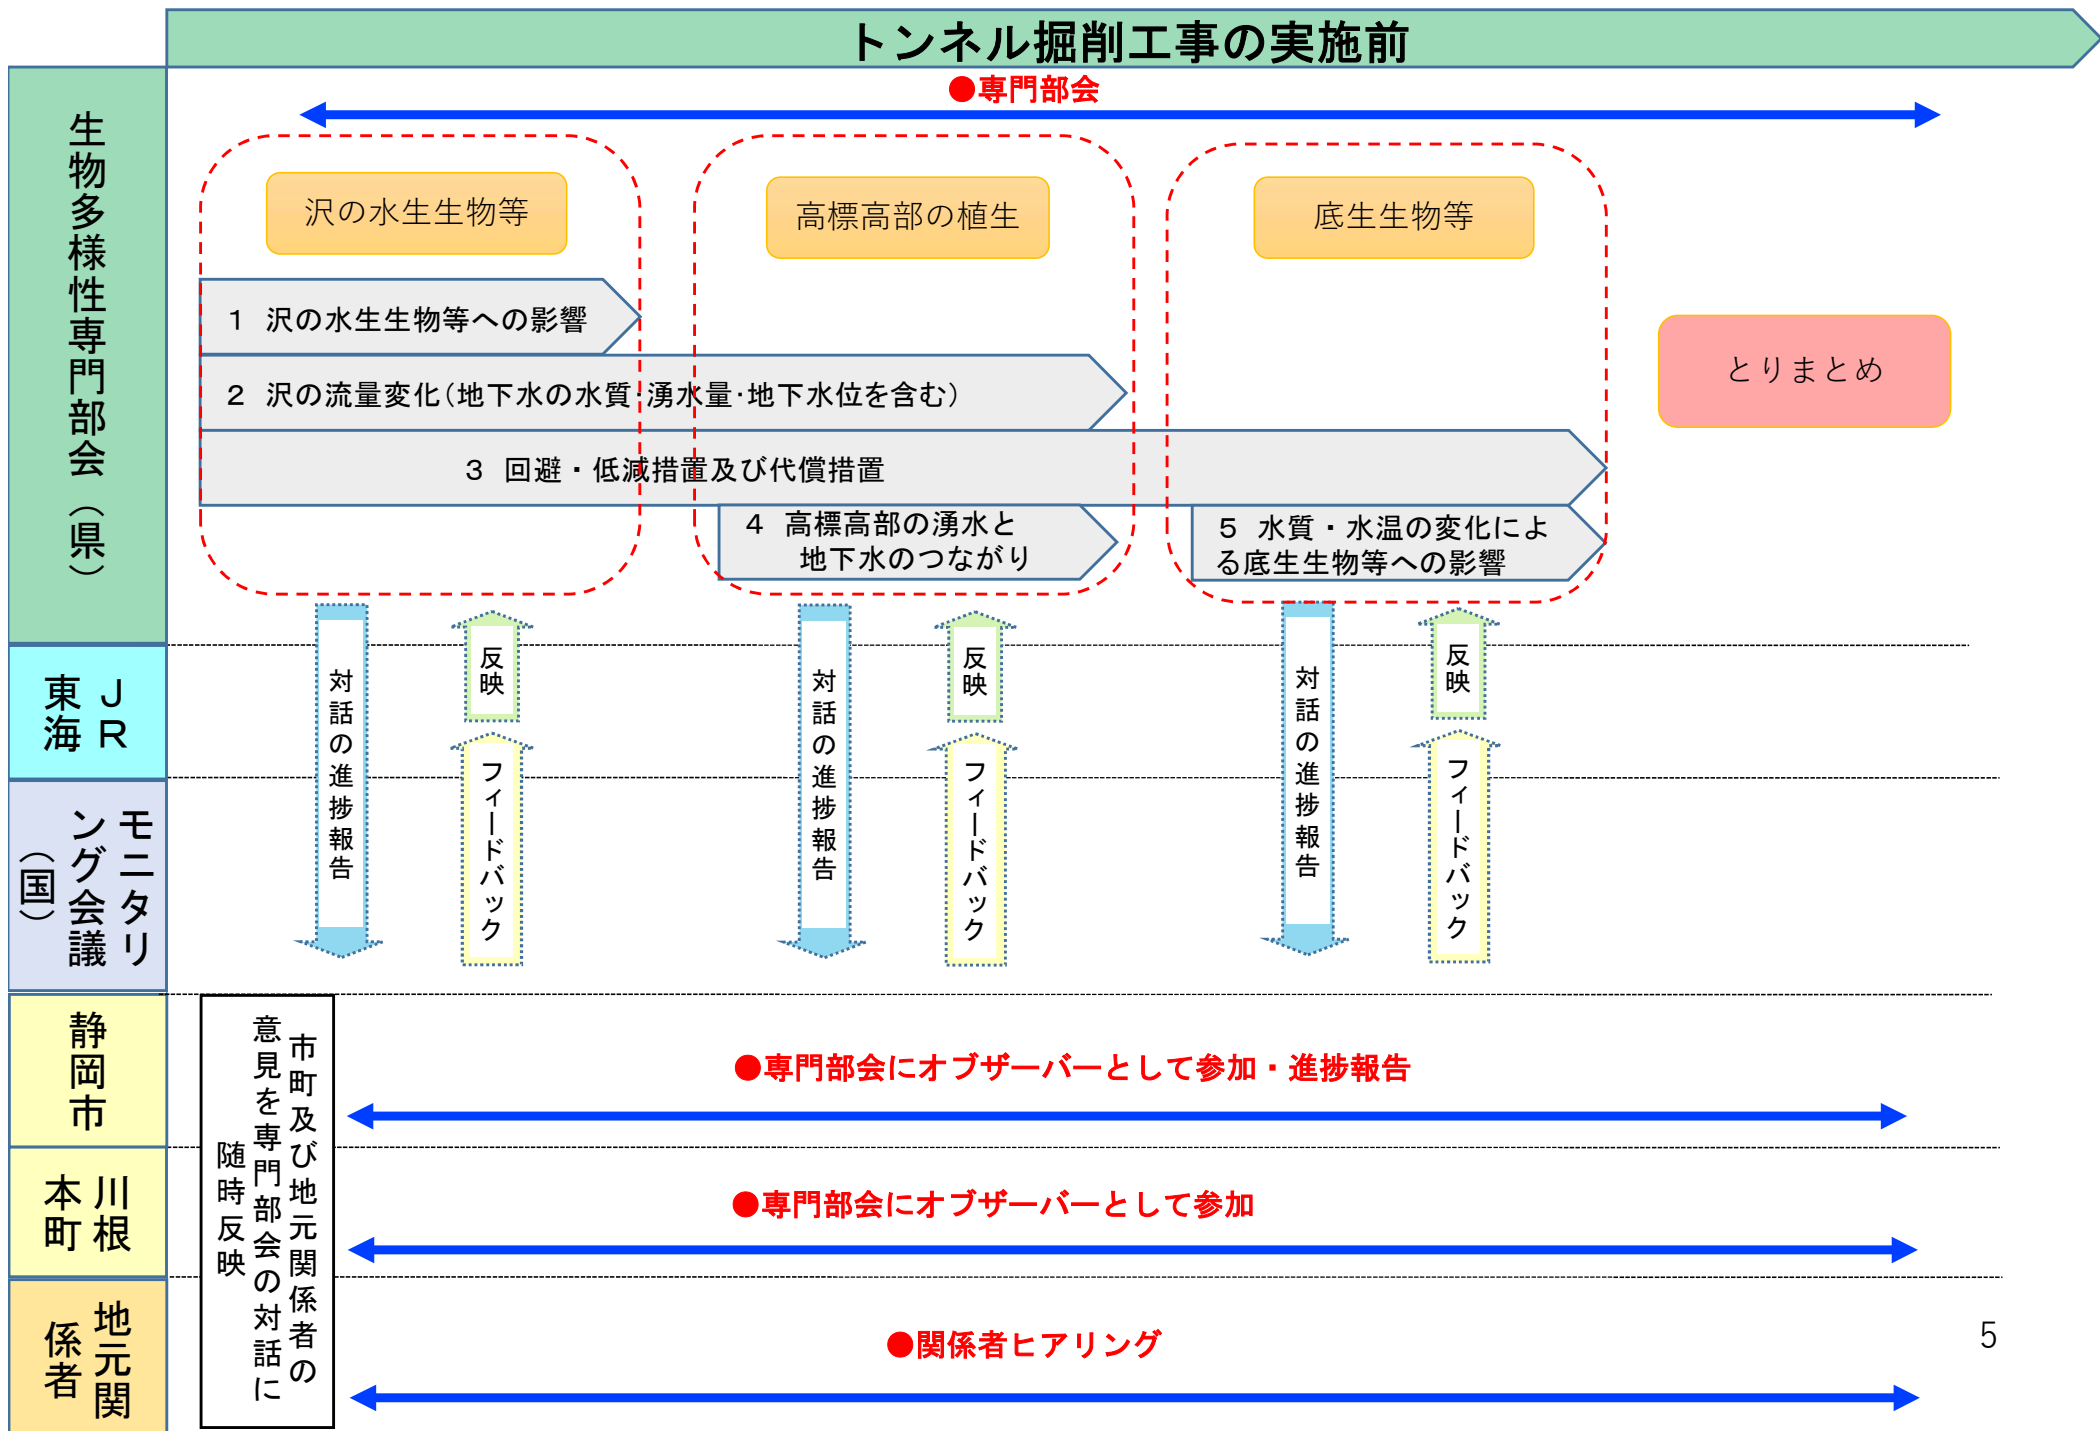 トンネル掘削工事の実施前
生物多様性専門部会（県）
●専門部会
沢の水生生物等
高標高部の植生
底生生物等
１　沢の水生生物等への影響
２　沢の流量変化（地下水の水質・湧水量・地下水位を含む）
３　回避・低減措置及び代償措置
４　高標高部の湧水と
地下水のつながり
５　水質・水温の変化によ
る底生生物等への影響
とりまとめ
ＪＲ
東海
対話の進捗報告
反映
フィードバック
対話の進捗報告
反映
フィードバック
対話の進捗報告
反映
フィードバック
モニタリ
ング会議
（国）
静岡市
市町及び地元関係者の
意見を専門部会の対話に
随時反映
●専門部会にオブザーバーとして参加・進捗報告
川根
本町
●専門部会にオブザーバーとして参加
地元関
係者
●関係者ヒアリング
5